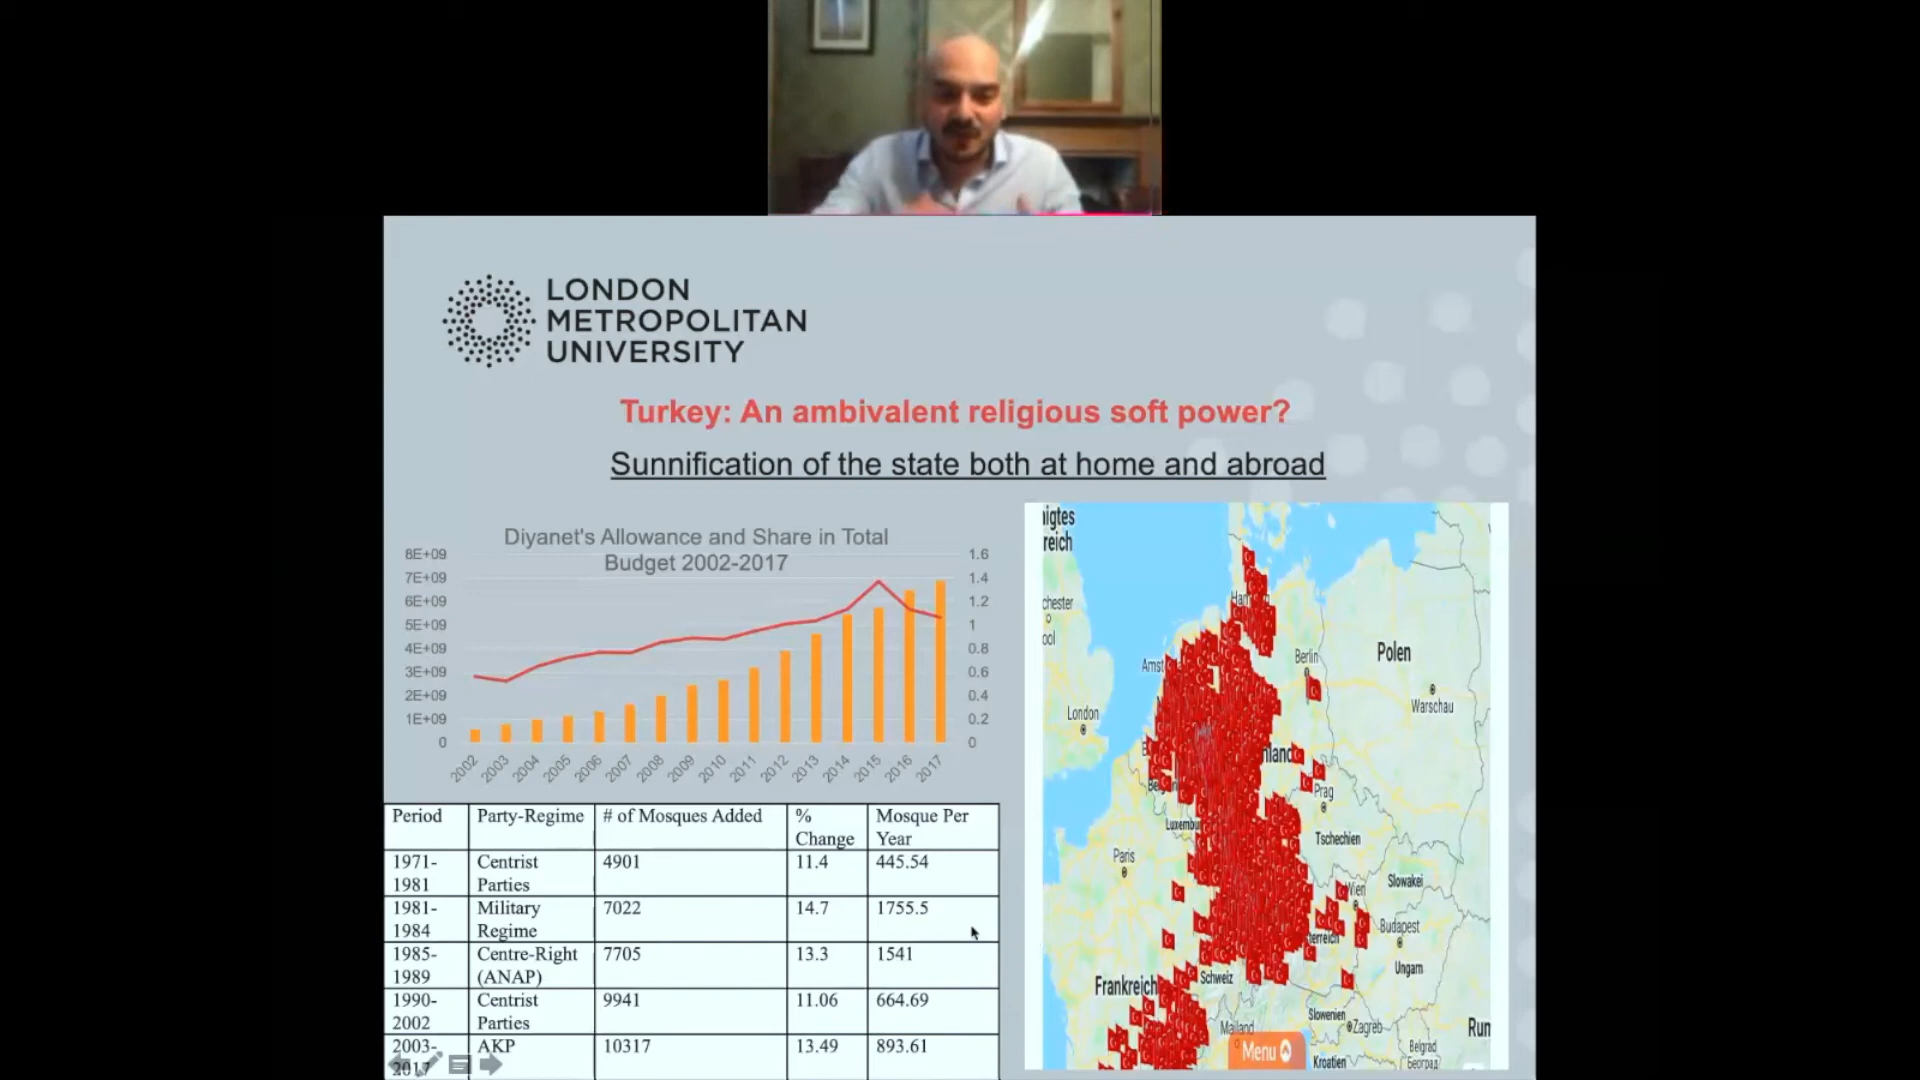 LONDON
METROPOLITAN
UNIVERSITY
Turkey: An ambivalent religious soft power?
Sunnification of the state both at home and abroad
Diyanet's Allowance and Share in Total
Budget 2002-2017
8E+09
7E+09
6E+09
5E+09
4E+09
3E+09
2E+09
1E+09
0
1.6
1.4
1.2
1
0.8
0.6
0.4
0.2
0
2002 2003 2004 2005 2006 2007 2008 2009 2010 2011 2012 2013 2014 2015 2016 2017
Period Party-Regime # of Mosques Added % Change Mosque Per Year
1971-1981 Centrist Parties 4901 11.4 445.54
1981-1984 Military Regime 7022 14.7 1755.5
1985-1989 Centre-Right (ANAP) 7705 13.3 1541
1990-2002 Centrist Parties 9941 11.06 664.69
2003-2017 AKP 10317 13.49 893.61
igtes
reich
chester
ool
London
Amst
Ham
Berlin
Polen
Warschau
hland
Belgien
Prag
Luxembu
Tschechien
Paris
Wien
Slowakei
Budapest
terreich
Ungarn
Schweiz
Frankreich
Slowenien
Zagreb
Mailand
Run
Menu
Kroatien
Belgrad
Београд